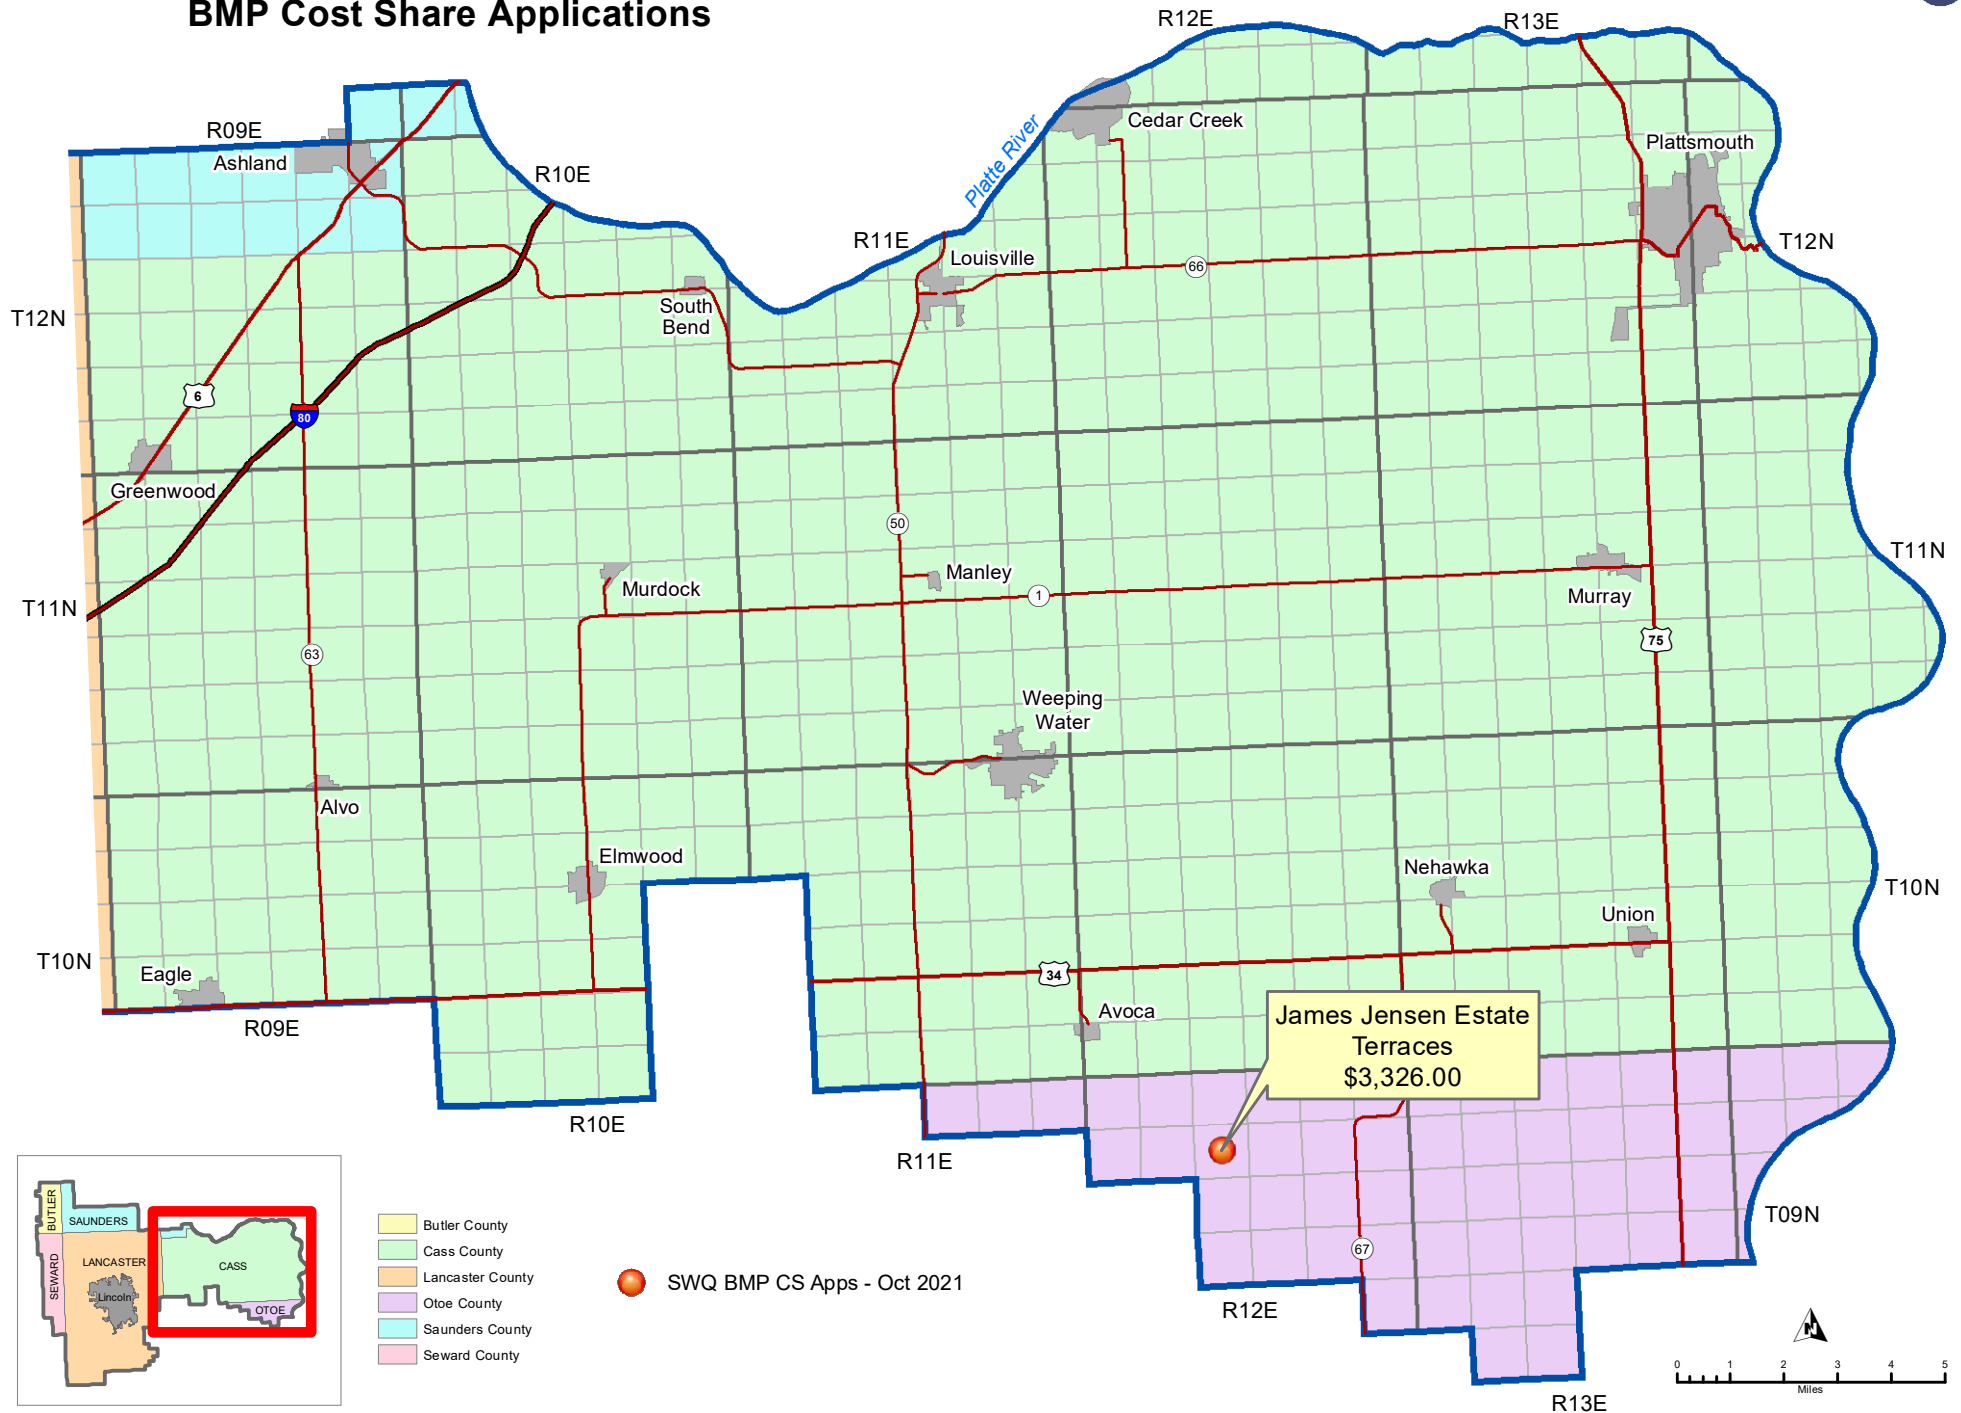 BMP Cost Share Applications
R12E
R13E
R09E
Ashland
R10E
Platte River
Cedar Creek
Plattsmouth
R11E
Louisville
66
T12N
T12N
South
Bend
6
80
Greenwood
50
T11N
T11N
Murdock
Manley
1
Murray
63
75
Weeping
Water
Alvo
Elmwood
Nehawka
T10N
Union
T10N
Eagle
34
R09E
Avoca
James Jensen Estate
Terraces
$3,326.00
R10E
R11E
T09N
67
R12E
R13E
BUTLER
SAUNDERS
SEWARD
LANCASTER
Lincoln
CASS
OTOE
Butler County
Cass County
Lancaster County
Otoe County
Saunders County
Seward County
SWQ BMP CS Apps - Oct 2021
N
0 1 2 3 4 5
Miles